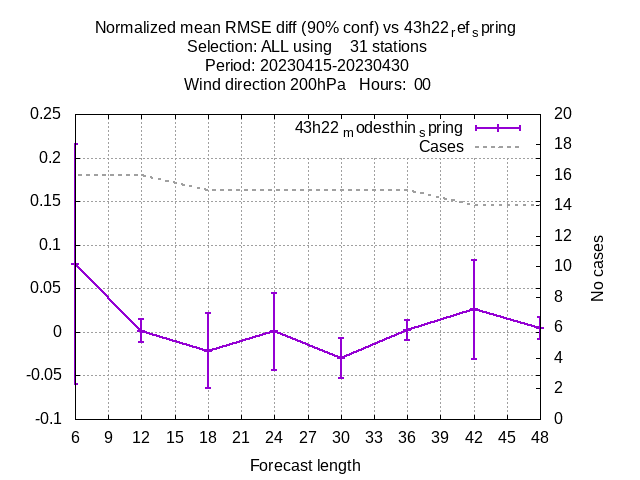 Normalized mean RMSE diff (90% conf) vs 43h22refspring
Selection: ALL using 31 stations
Period: 20230415-20230430
Wind direction 200hPa Hours: 00
43h22modesthinspring
Cases
0.25
0.2
0.15
0.1
0.05
0
-0.05
-0.1
20
18
16
14
12
10
8
6
4
2
0
No cases
6 9 12 15 18 21 24 27 30 33 36 39 42 45 48
Forecast length